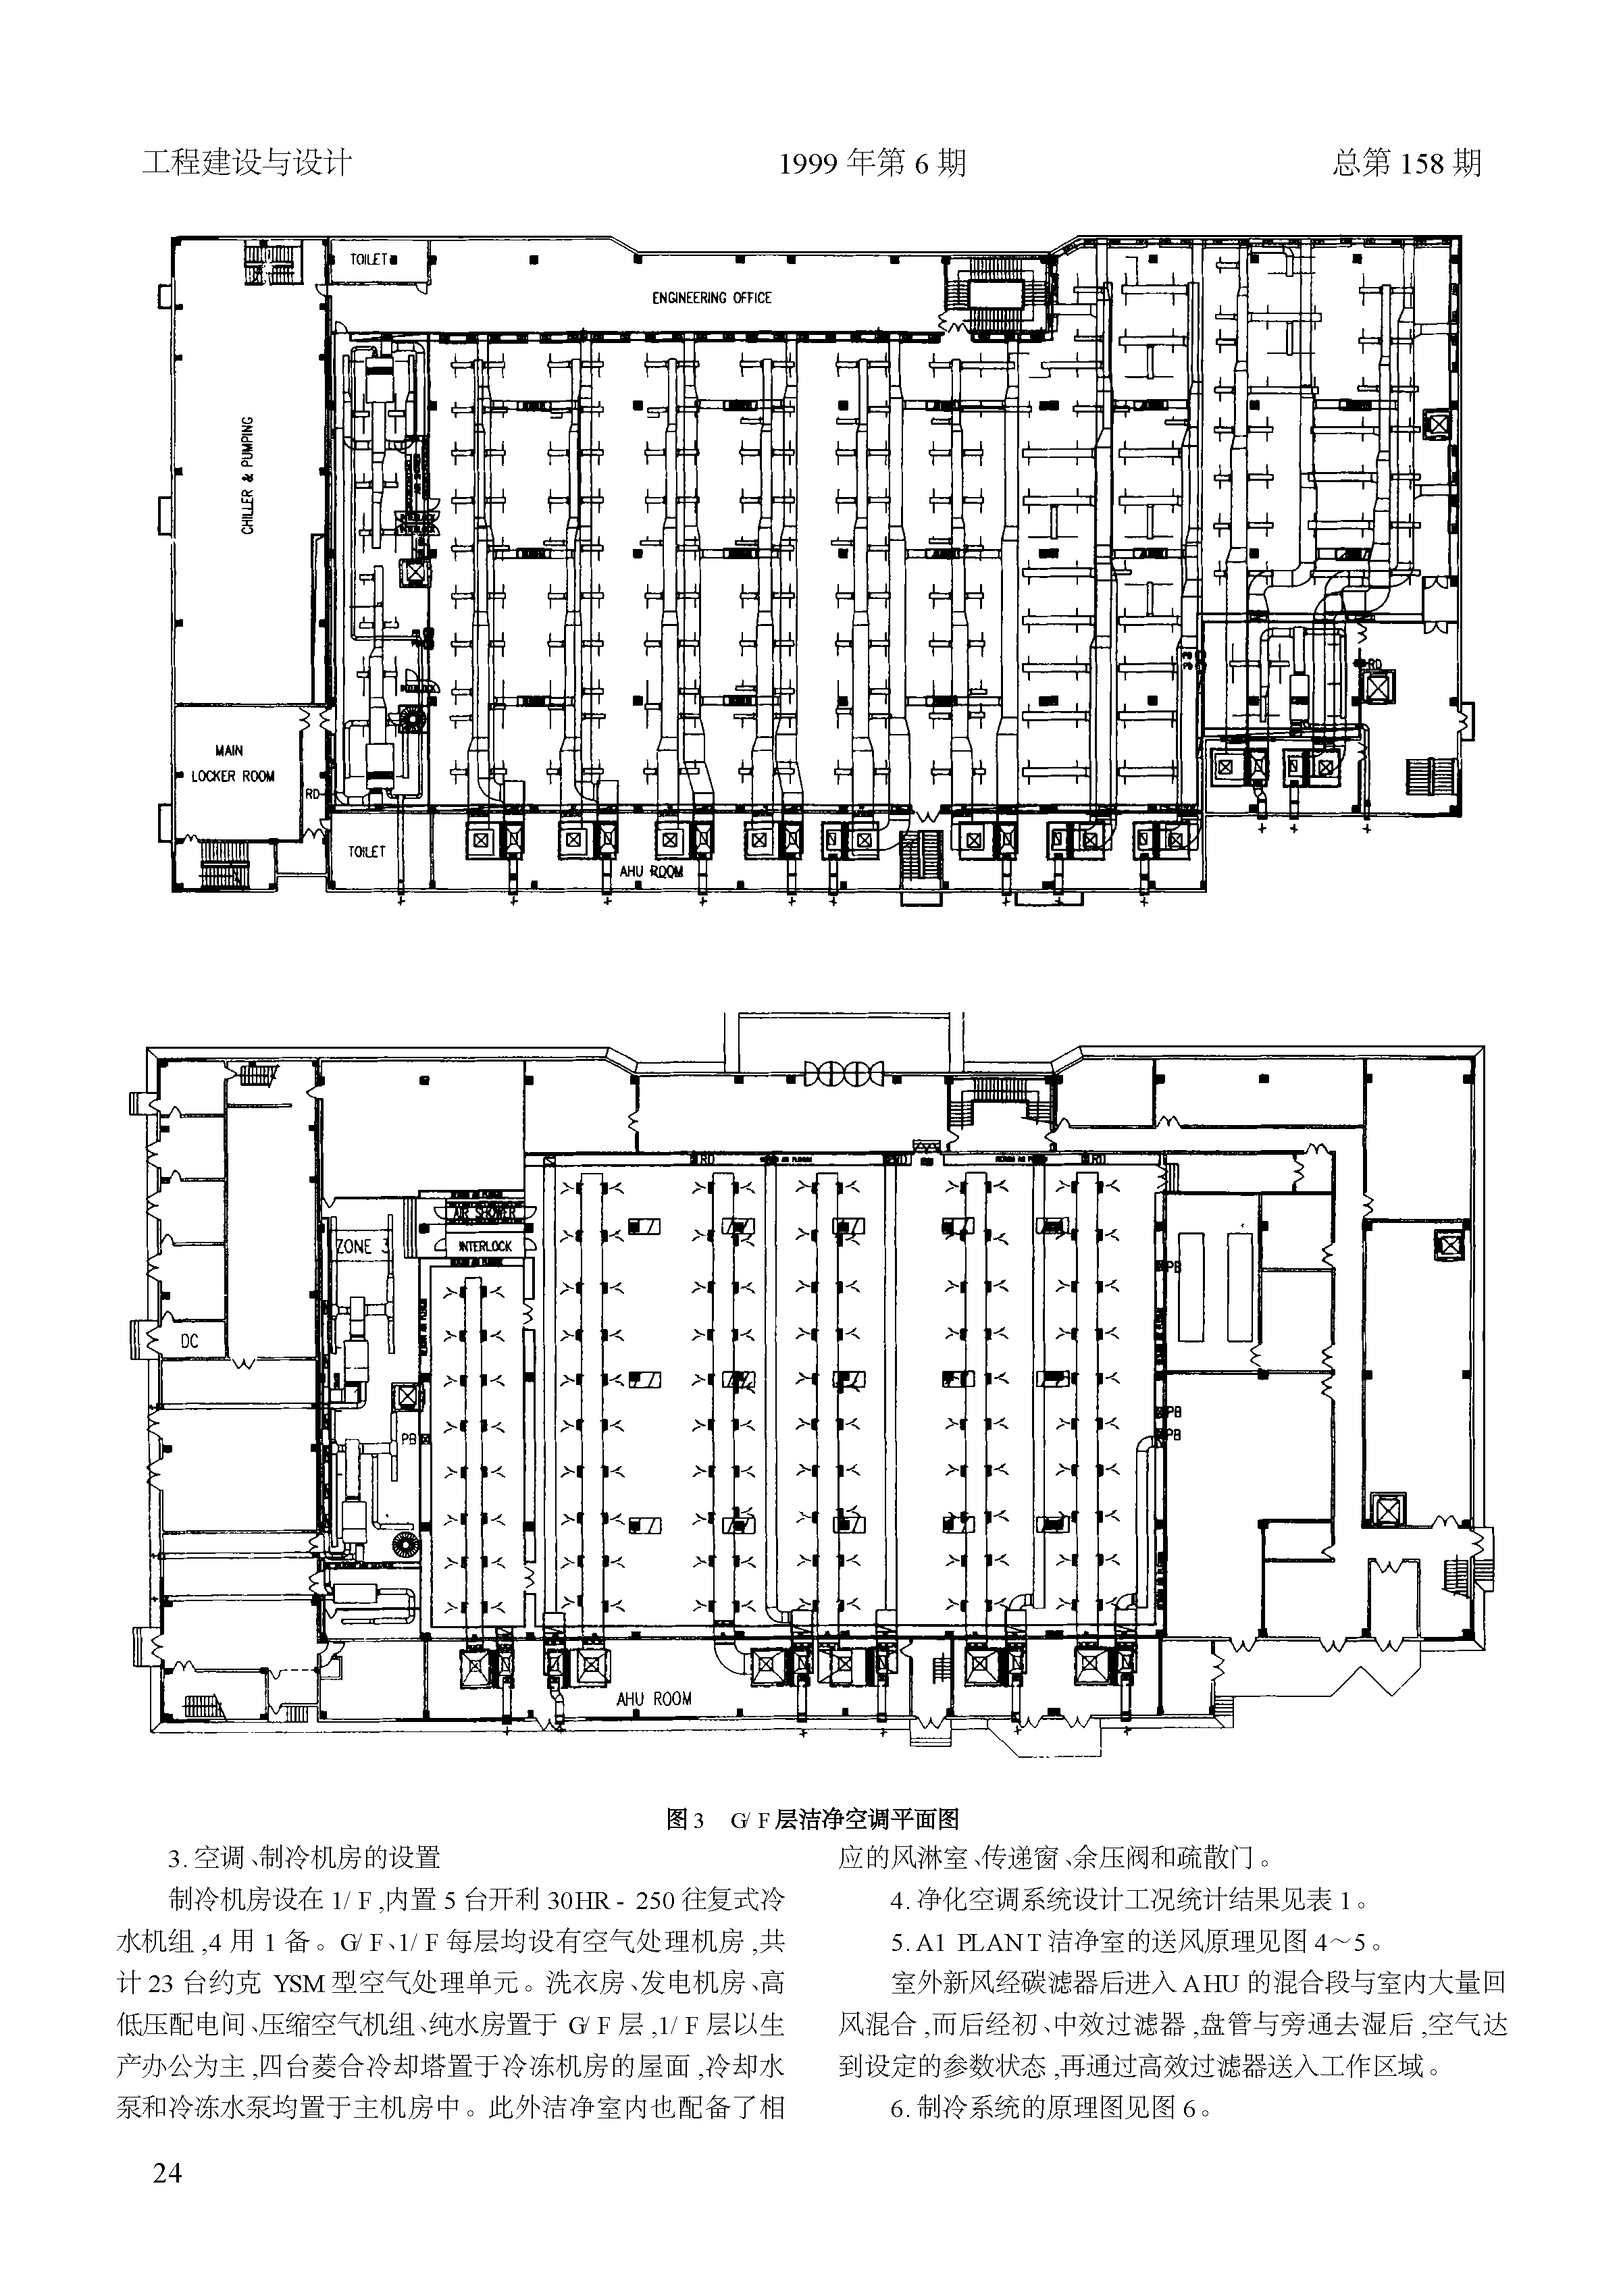 工程建设与设计
1999 年第 6 期
总第 158 期
TOILET
ENGINEERING OFFICE
CHILLER & PUMPING
MAIN
LOCKER ROOM
RD
RD
TOILET
AHU ROOM
RD
RD
RD
AIR SHOWER
INTERLOCK
ZONE 3
PB
DC
PB
PB
PB
AHU ROOM
图 3 G/ F 层洁净空调平面图
3. 空调、制冷机房的设置
制冷机房设在 1/ F ,内置 5 台开利 30HR - 250 往复式冷
水机组 ,4 用 1 备。G/ F、1/ F 每层均设有空气处理机房 ,共
计 23 台约克 YSM 型空气处理单元。洗衣房、发电机房、高
低压配电间、压缩空气机组、纯水房置于 G/ F 层 ,1/ F 层以生
产办公为主 ,四台菱合冷却塔置于冷冻机房的屋面 ,冷却水
泵和冷冻水泵均置于主机房中。此外洁净室内也配备了相
应的风淋室、传递窗、余压阀和疏散门。
4. 净化空调系统设计工况统计结果见表 1。
5. A1 PLANT 洁净室的送风原理见图 4～5。
室外新风经碳滤器后进入 AHU 的混合段与室内大量回
风混合 ,而后经初、中效过滤器 ,盘管与旁通去湿后 ,空气达
到设定的参数状态 ,再通过高效过滤器送入工作区域。
6. 制冷系统的原理图见图 6。
24